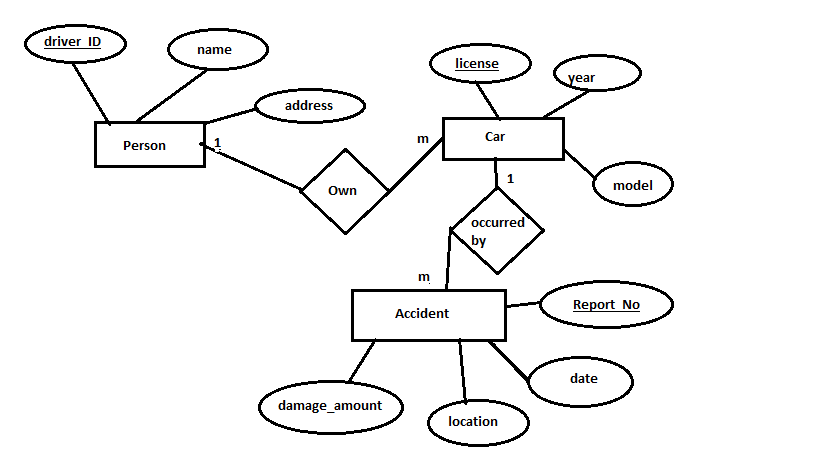 driver_ID
name
license
year
address
Person
1
m
Car
Own
1
model
occurred
by
m
Accident
Report_No
date
damage_amount
location